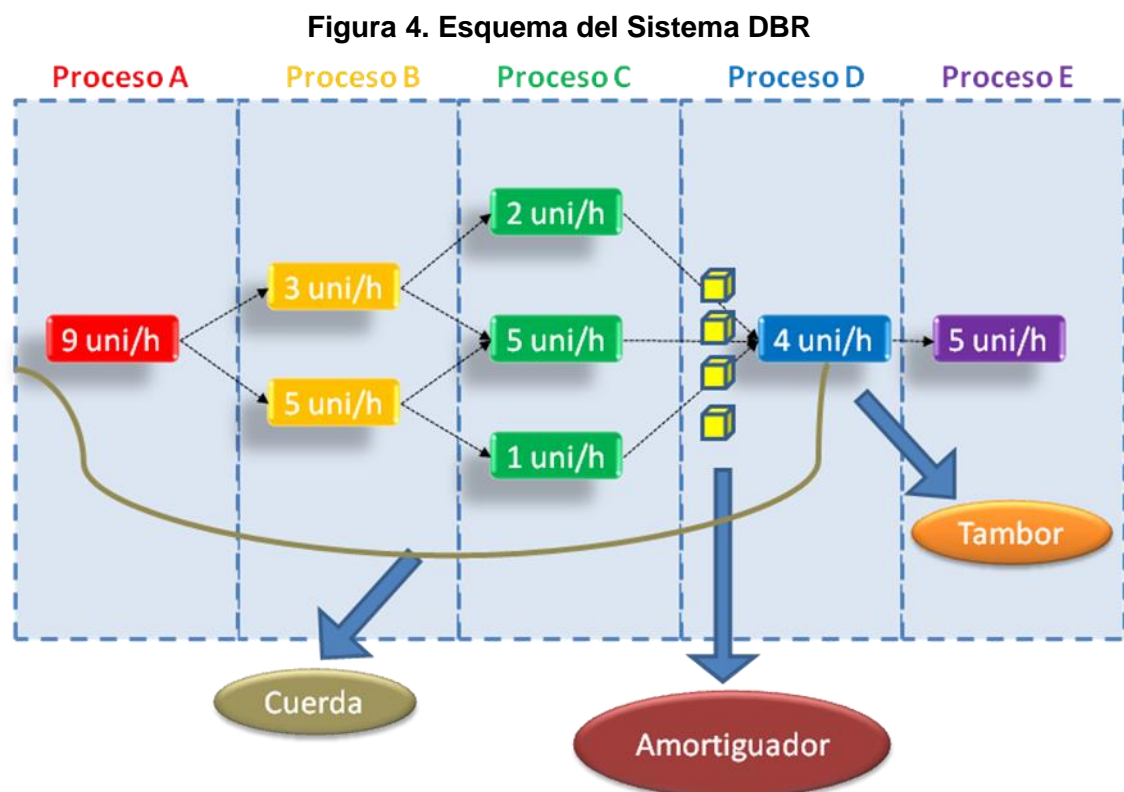 Figura 4. Esquema del Sistema DBR
Proceso A
Proceso B
Proceso C
Proceso D
Proceso E
2 uni/h
3 uni/h
9 uni/h
5 uni/h
4 uni/h
5 uni/h
5 uni/h
1 uni/h
Tambor
Cuerda
Amortiguador